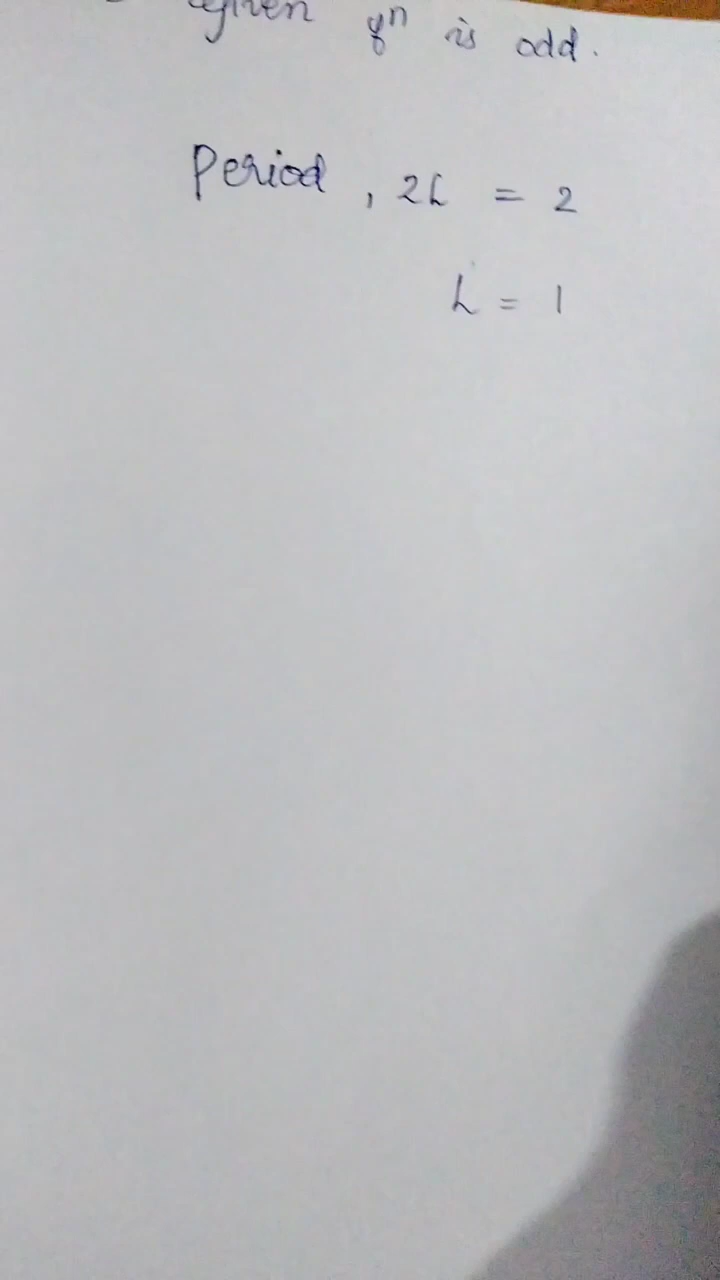 given fⁿ is odd.
Period, 2L = 2
L = 1